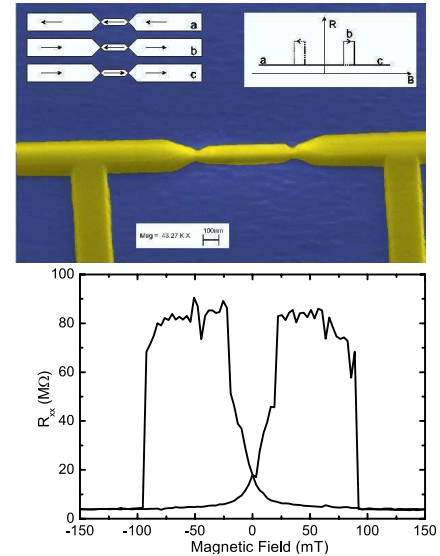 a
b
c
R
b
a
c
B
Mag = 43.27 K X
100nm
100
80
60
40
20
0
Rxx (MΩ)
-150
-100
-50
0
50
100
150
Magnetic Field (mT)